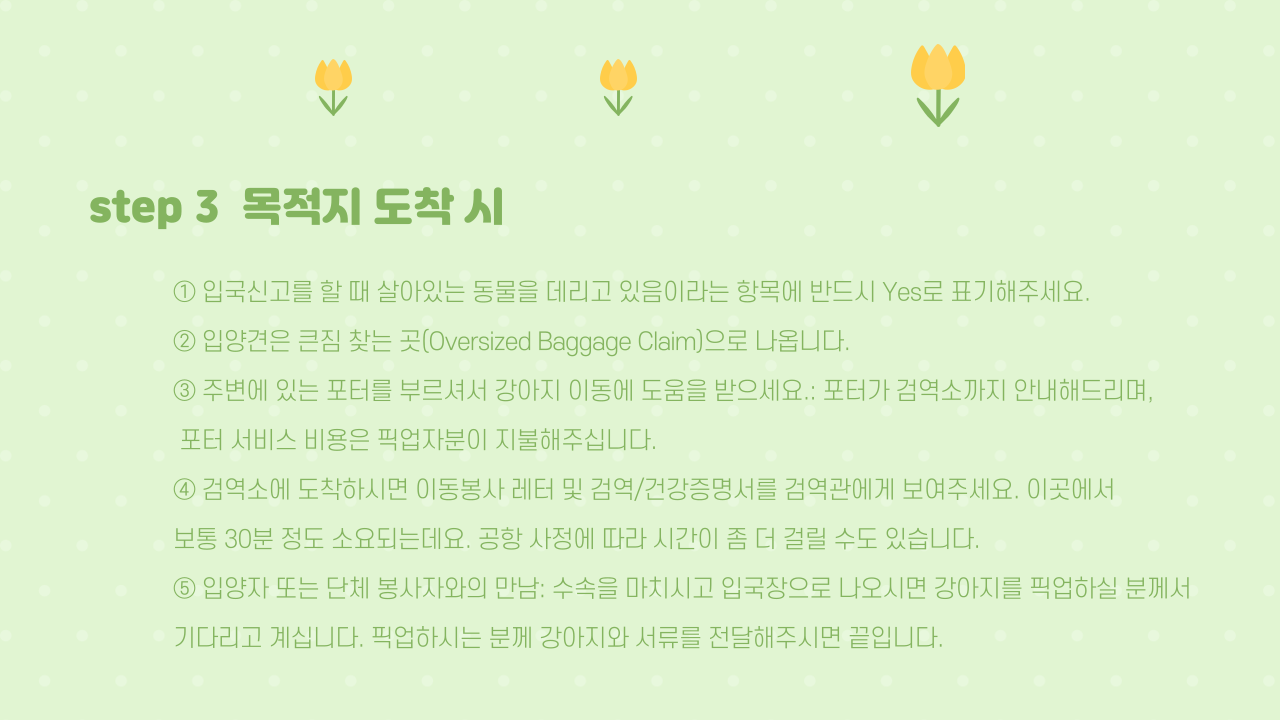 step 3 목적지 도착 시
① 입국신고를 할 때 살아있는 동물을 데리고 있음이라는 항목에 반드시 Yes로 표기해주세요.
② 입양견은 큰짐 찾는 곳(Oversized Baggage Claim)으로 나옵니다.
③ 주변에 있는 포터를 부르셔서 강아지 이동에 도움을 받으세요.: 포터가 검역소까지 안내해드리며,
포터 서비스 비용은 픽업자분이 지불해주십니다.
④ 검역소에 도착하시면 이동봉사 레터 및 검역/건강증명서를 검역관에게 보여주세요. 이곳에서
보통 30분 정도 소요되는데요. 공항 사정에 따라 시간이 좀 더 걸릴 수도 있습니다.
⑤ 입양자 또는 단체 봉사자와의 만남: 수속을 마치시고 입국장으로 나오시면 강아지를 픽업하실 분께서
기다리고 계십니다. 픽업하시는 분께 강아지와 서류를 전달해주시면 끝입니다.